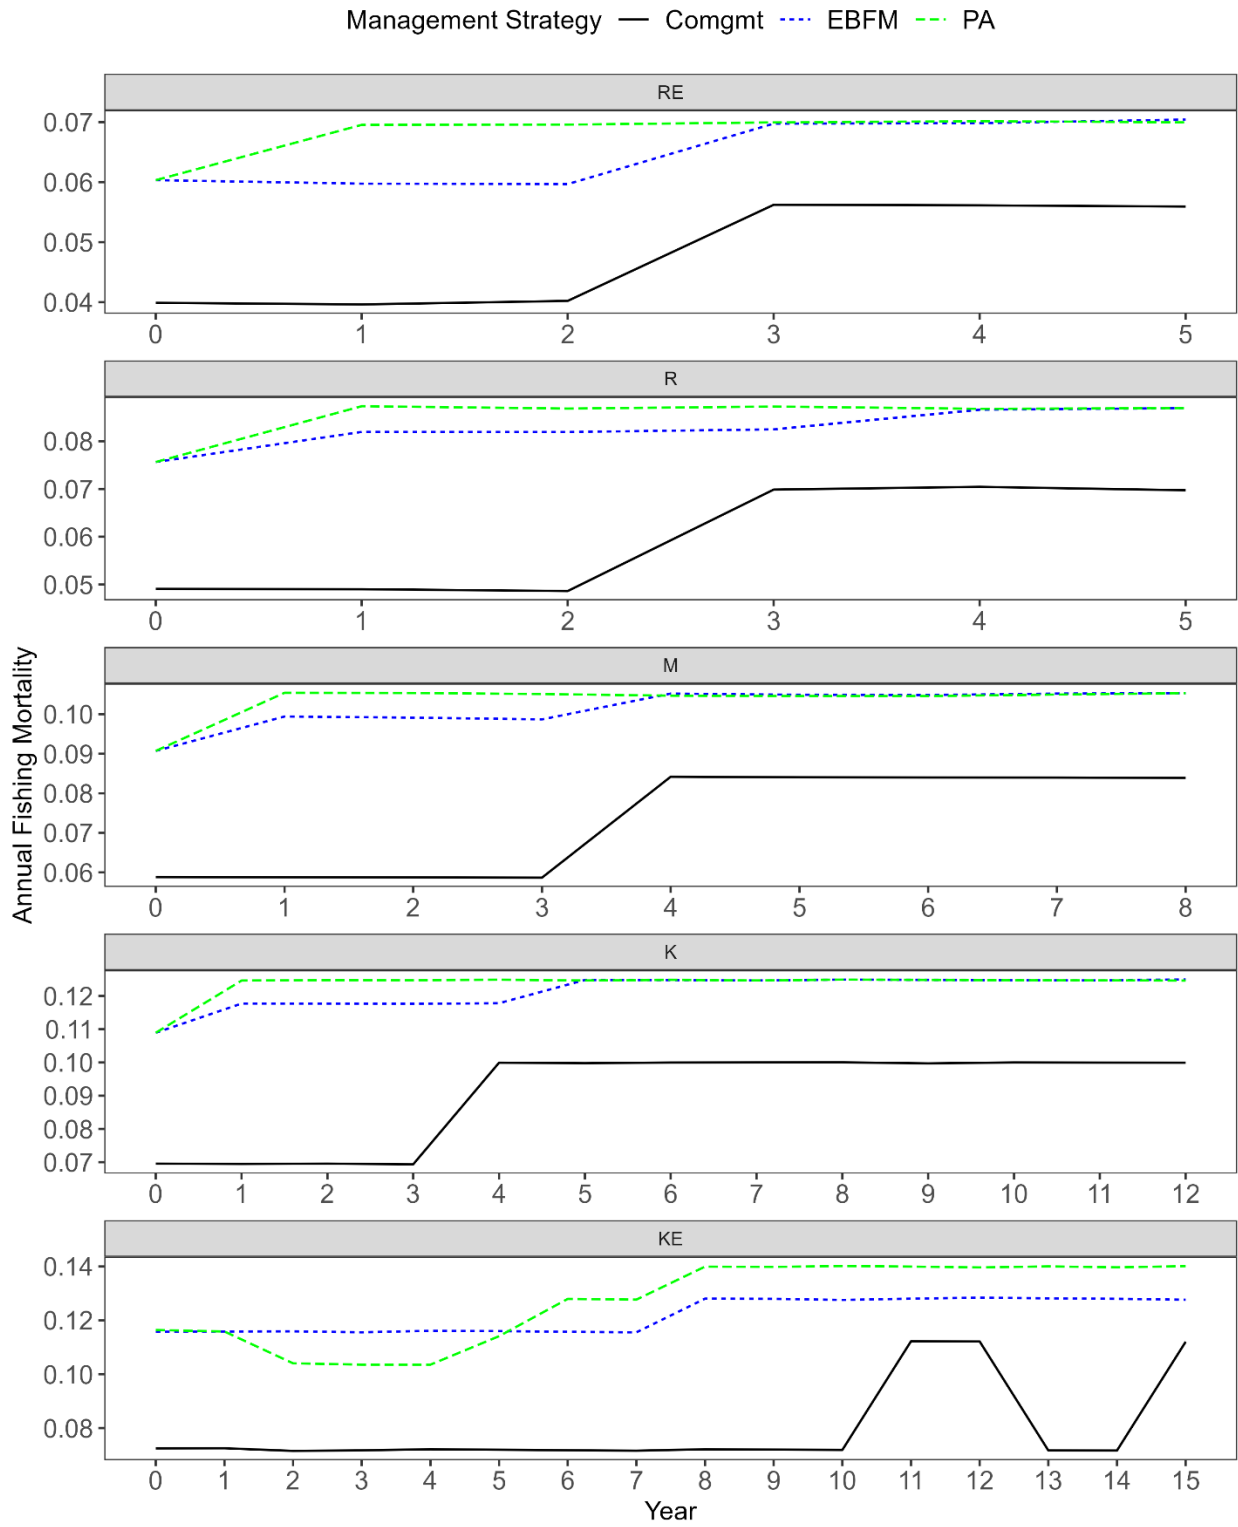 Management Strategy Comgmt EBFM PA
RE
0.07
0.06
0.05
0.04
0 1 2 3 4 5
R
0.08
0.07
0.06
0.05
0 1 2 3 4 5
M
0.10
0.09
0.08
0.07
0.06
0 1 2 3 4 5 6 7 8
Annual Fishing Mortality
K
0.12
0.11
0.10
0.09
0.08
0.07
0 1 2 3 4 5 6 7 8 9 10 11 12
KE
0.14
0.12
0.10
0.08
0 1 2 3 4 5 6 7 8 9 10 11 12 13 14 15
Year